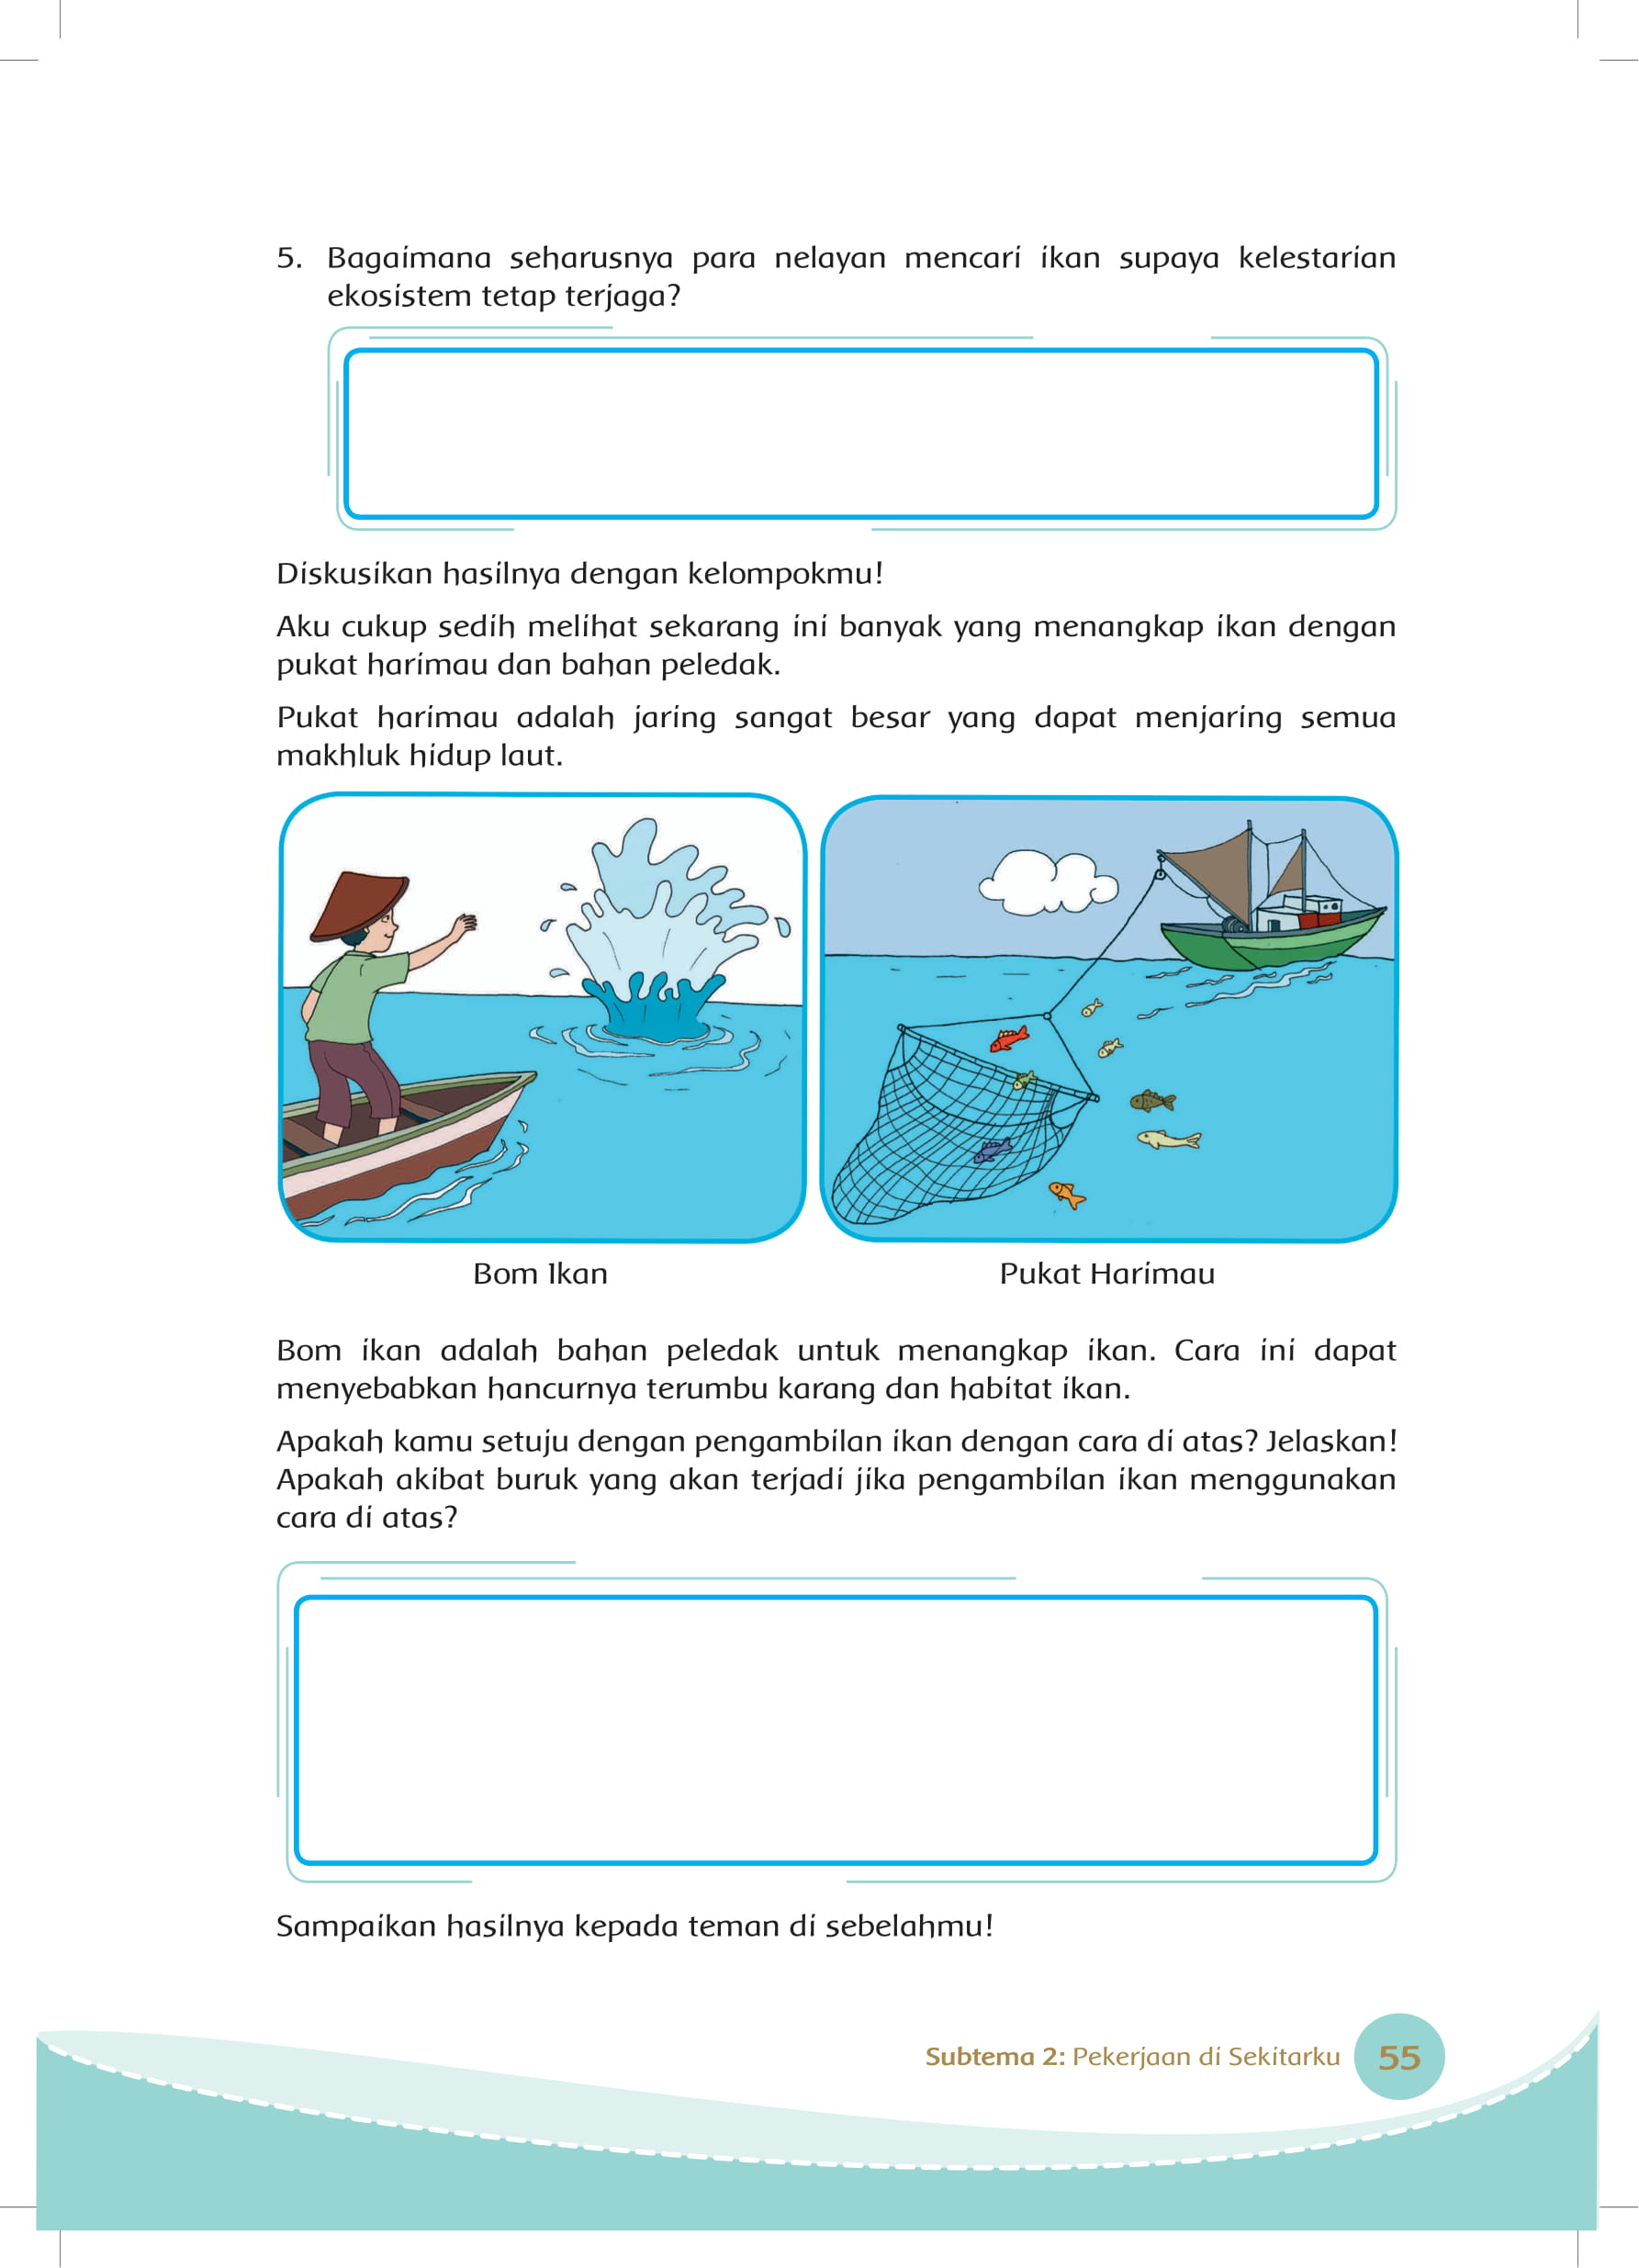 5. Bagaimana seharusnya para nelayan mencari ikan supaya kelestarian
ekosistem tetap terjaga?
Diskusikan hasilnya dengan kelompokmu!
Aku cukup sedih melihat sekarang ini banyak yang menangkap ikan dengan
pukat harimau dan bahan peledak.
Pukat harimau adalah jaring sangat besar yang dapat menjaring semua
makhluk hidup laut.
Bom Ikan
Pukat Harimau
Bom ikan adalah bahan peledak untuk menangkap ikan. Cara ini dapat
menyebabkan hancurnya terumbu karang dan habitat ikan.
Apakah kamu setuju dengan pengambilan ikan dengan cara di atas? Jelaskan!
Apakah akibat buruk yang akan terjadi jika pengambilan ikan menggunakan
cara di atas?
Sampaikan hasilnya kepada teman di sebelahmu!
Subtema 2: Pekerjaan di Sekitarku 55